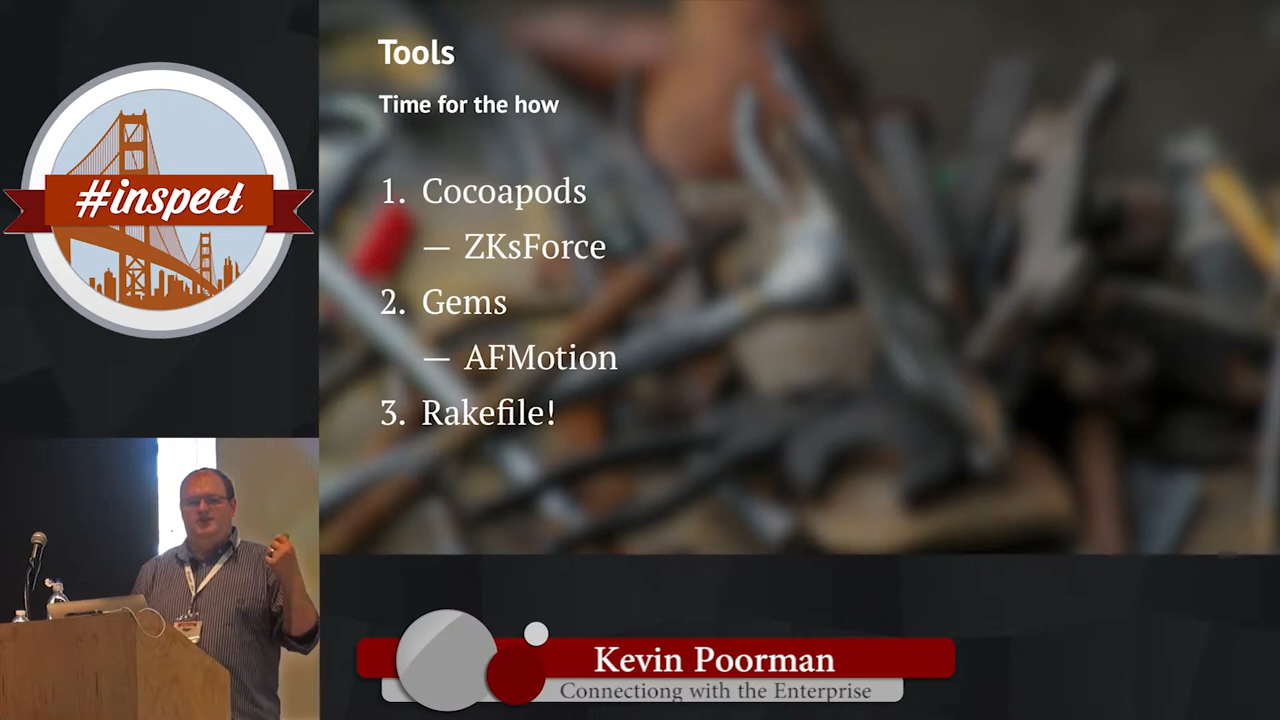 #inspect
Tools
Time for the how
1. Cocoapods
— ZKsForce
2. Gems
— AFMotion
3. Rakefile!
Kevin Poorman
Connectiong with the Enterprise